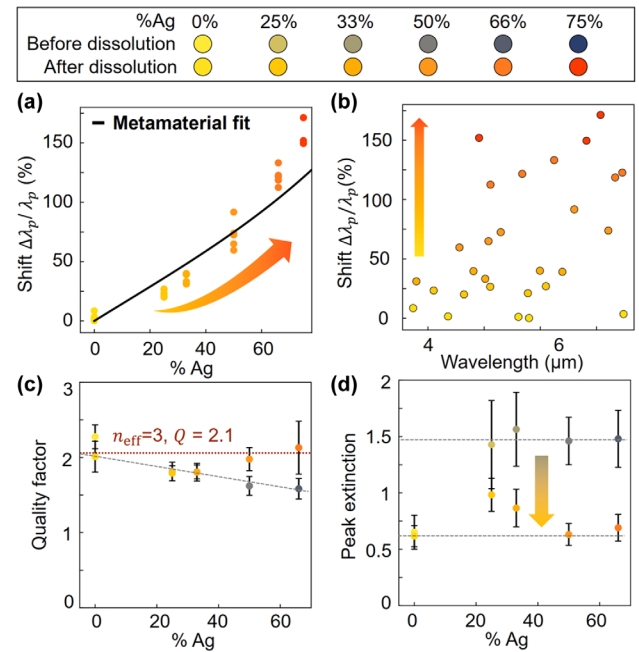 %Ag 0% 25% 33% 50% 66% 75%
Before dissolution
After dissolution
(a)
Metamaterial fit
Shift Δλp/ λp (%)
150
100
50
0
0 20 40 60
% Ag
(b)
Shift Δλp/λp(%)
150
100
50
0
4 6
Wavelength (μm)
(c)
neff=3, Q = 2.1
Quality factor
3
2
1
0
0 20 40 60
% Ag
(d)
Peak extinction
2
1.5
1
0.5
0
0 20 40 60
% Ag